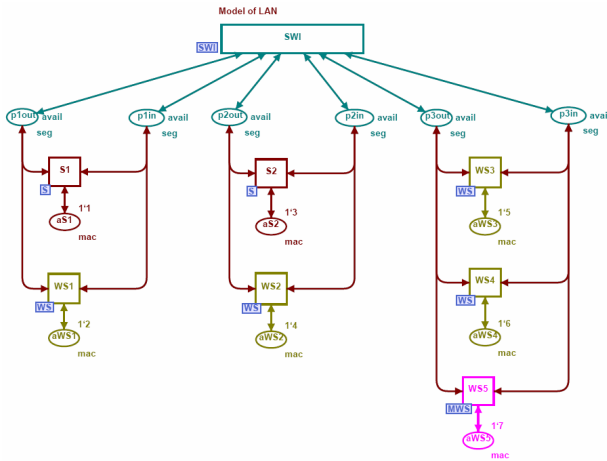 Model of LAN
SWI
SWI
p1out avail
seg
p1in avail
seg
p2out avail
seg
p2in avail
seg
p3out avail
seg
p3in avail
seg
S1
S
1`1
aS1
mac
S2
S
1`3
aS2
mac
WS3
WS
1`5
aWS3
mac
WS1
WS
1`2
aWS1
mac
WS2
WS
1`4
aWS2
mac
WS4
WS
1`6
aWS4
mac
WS5
MWS
1`7
aWS5
mac